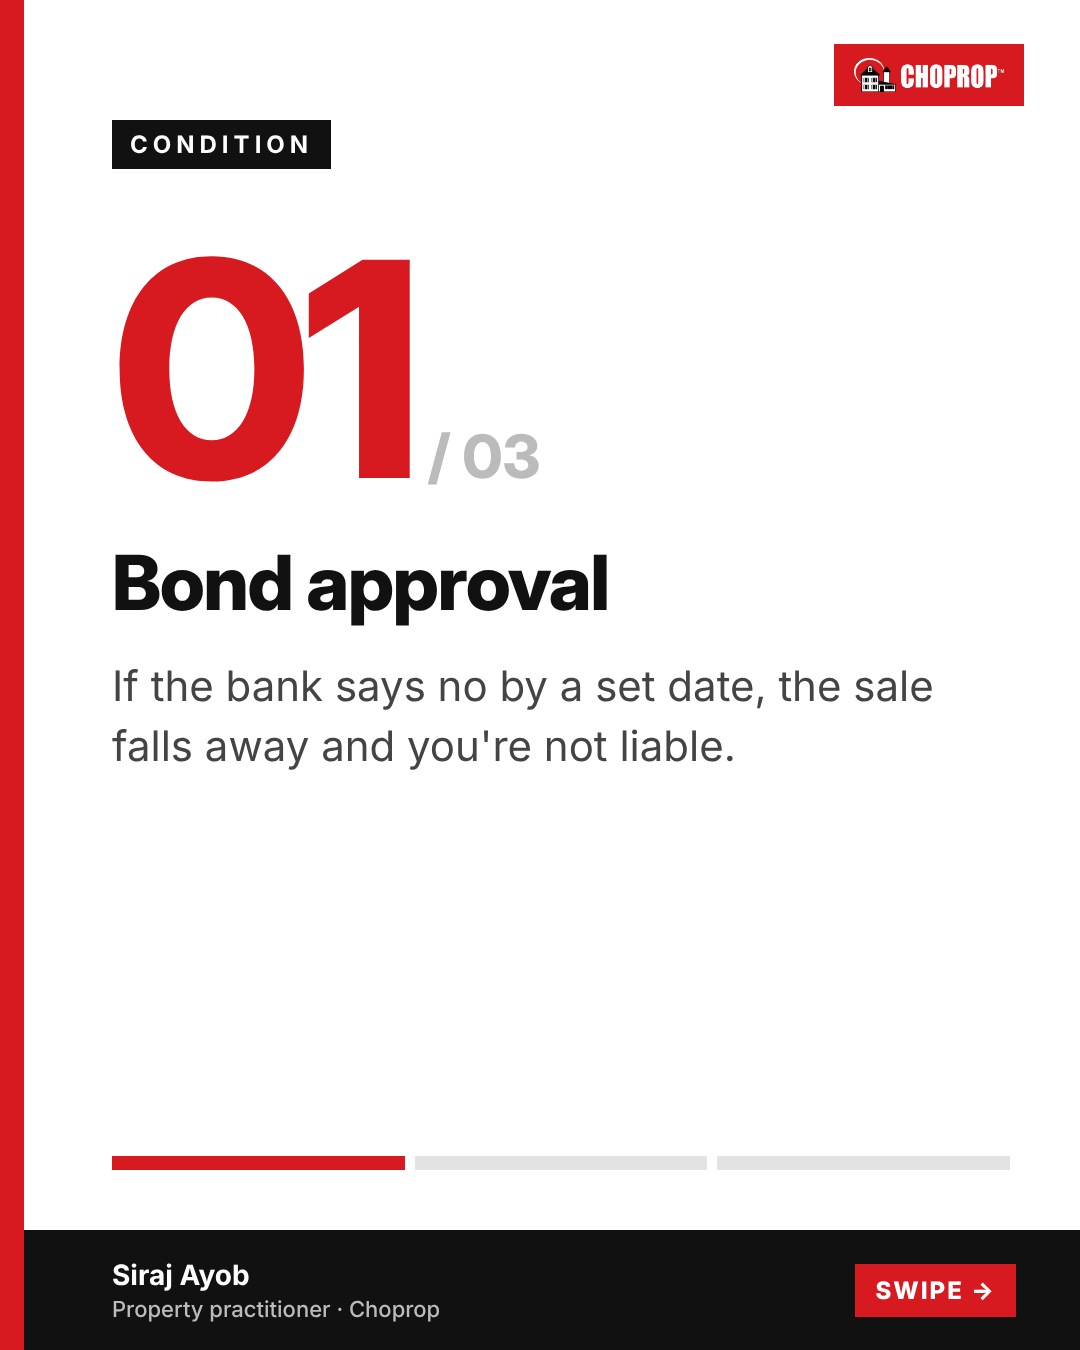 CHOPROP™
CONDITION
01 / 03
Bond approval
If the bank says no by a set date, the sale
falls away and you're not liable.
Siraj Ayob
Property practitioner · Choprop
SWIPE →